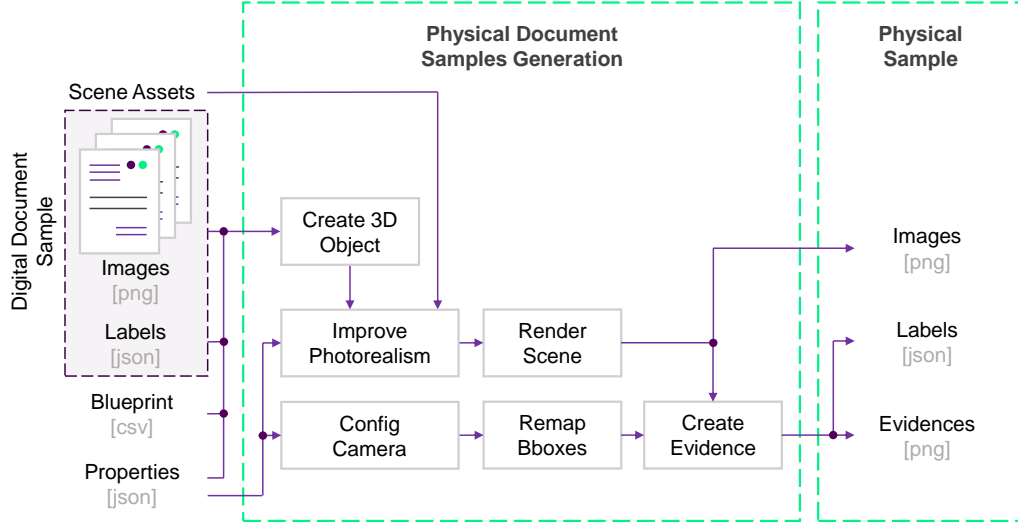 Physical Document
Samples Generation
Physical
Sample
Scene Assets
Digital Document
Sample
Images
[png]
Labels
[json]
Blueprint
[csv]
Properties
[json]
Create 3D
Object
Improve
Photorealism
Render
Scene
Config
Camera
Remap
Bboxes
Create
Evidence
Images
[png]
Labels
[json]
Evidences
[png]